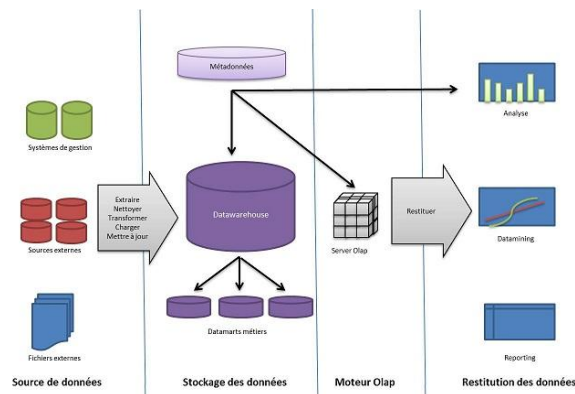 Métadonnées
Systèmes de gestion
Analyse
Extraire
Nettoyer
Transformer
Charger
Mettre à jour
Sources externes
Datawarehouse
Server Olap
Restituer
Datamining
Datamarts métiers
Fichiers externes
Reporting
Source de données
Stockage des données
Moteur Olap
Restitution des données